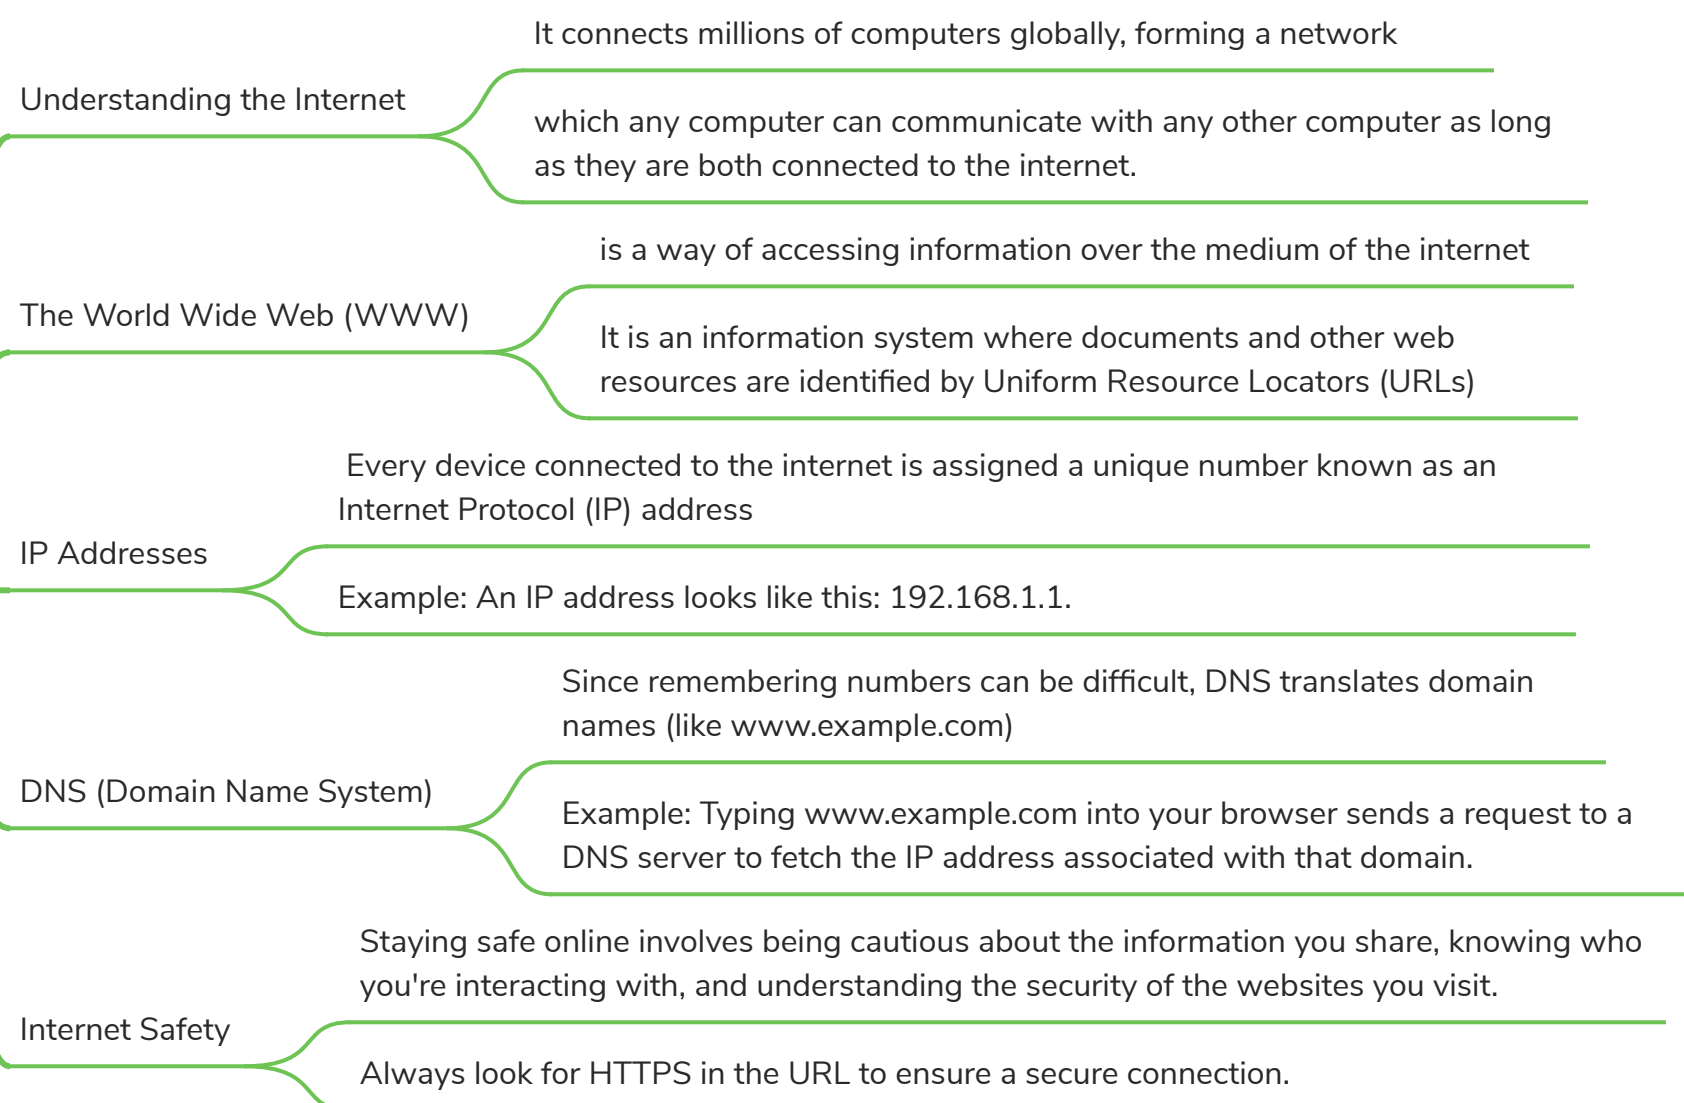 Understanding the Internet
It connects millions of computers globally, forming a network
which any computer can communicate with any other computer as long
as they are both connected to the internet.
The World Wide Web (WWW)
is a way of accessing information over the medium of the internet
It is an information system where documents and other web
resources are identified by Uniform Resource Locators (URLs)
IP Addresses
Every device connected to the internet is assigned a unique number known as an
Internet Protocol (IP) address
Example: An IP address looks like this: 192.168.1.1.
DNS (Domain Name System)
Since remembering numbers can be difficult, DNS translates domain
names (like www.example.com)
Example: Typing www.example.com into your browser sends a request to a
DNS server to fetch the IP address associated with that domain.
Internet Safety
Staying safe online involves being cautious about the information you share, knowing who
you're interacting with, and understanding the security of the websites you visit.
Always look for HTTPS in the URL to ensure a secure connection.